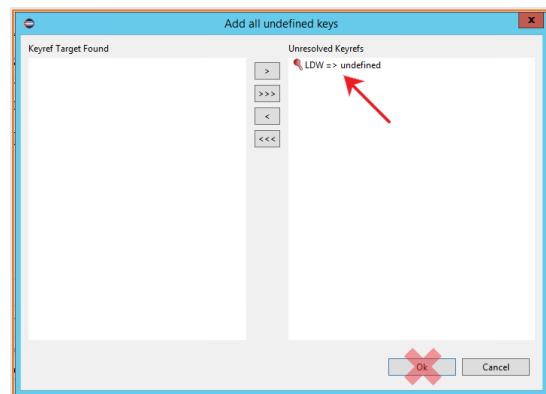 Add all undefined keys
x
Keyref Target Found
Unresolved Keyrefs
LDW => undefined
>
>>>
<
<<<
Ok
Cancel